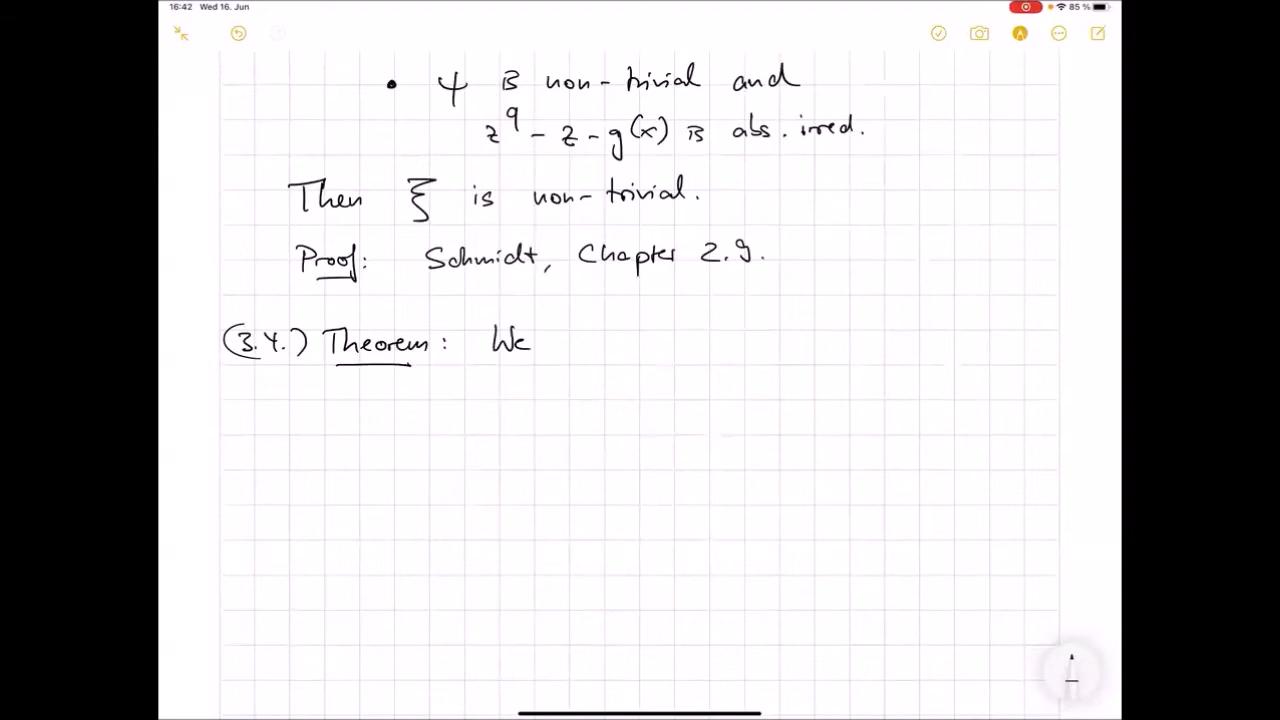 16:42 Wed 16. Jun 85 %
• ψ is non-trivial and
z^q - z - g(x) is abs. irred.
Then ξ is non-trivial.
Proof: Schmidt, Chapter 2.9.
(3.4.) Theorem: We